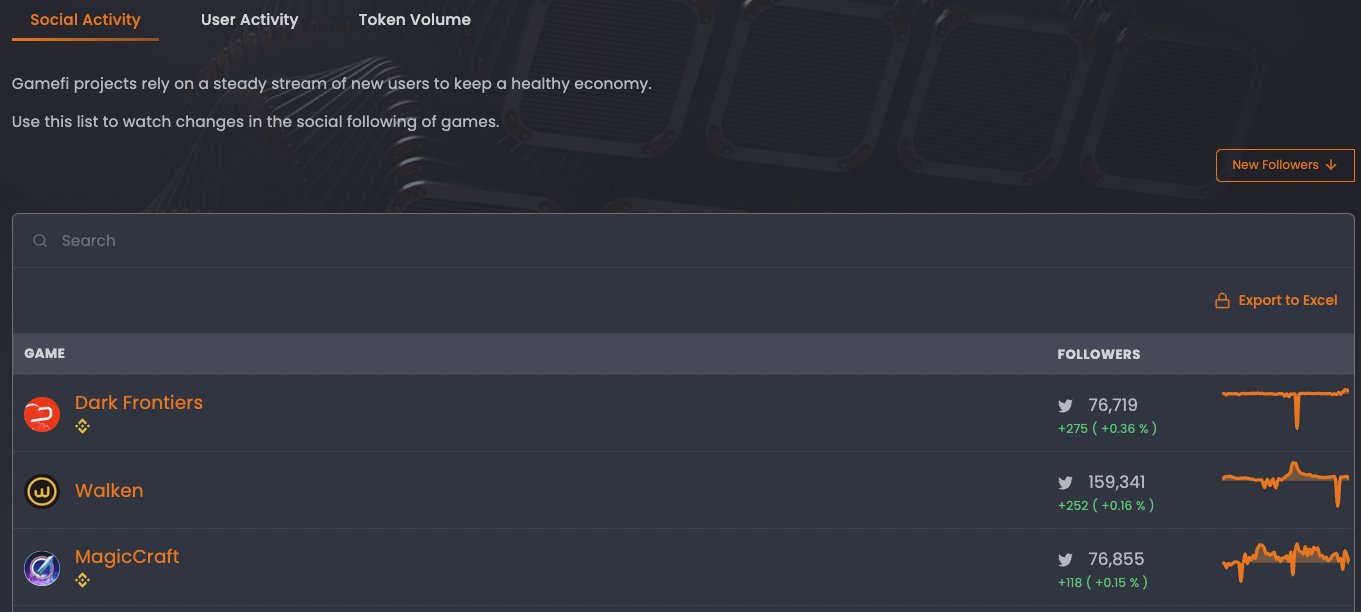 Social Activity User Activity Token Volume
Gamefi projects rely on a steady stream of new users to keep a healthy economy.
Use this list to watch changes in the social following of games.
New Followers ↓
Search
Export to Excel
GAME FOLLOWERS
Dark Frontiers 76,719
+275 ( +0.36 % )
Walken 159,341
+252 ( +0.16 % )
MagicCraft 76,855
+118 ( +0.15 % )